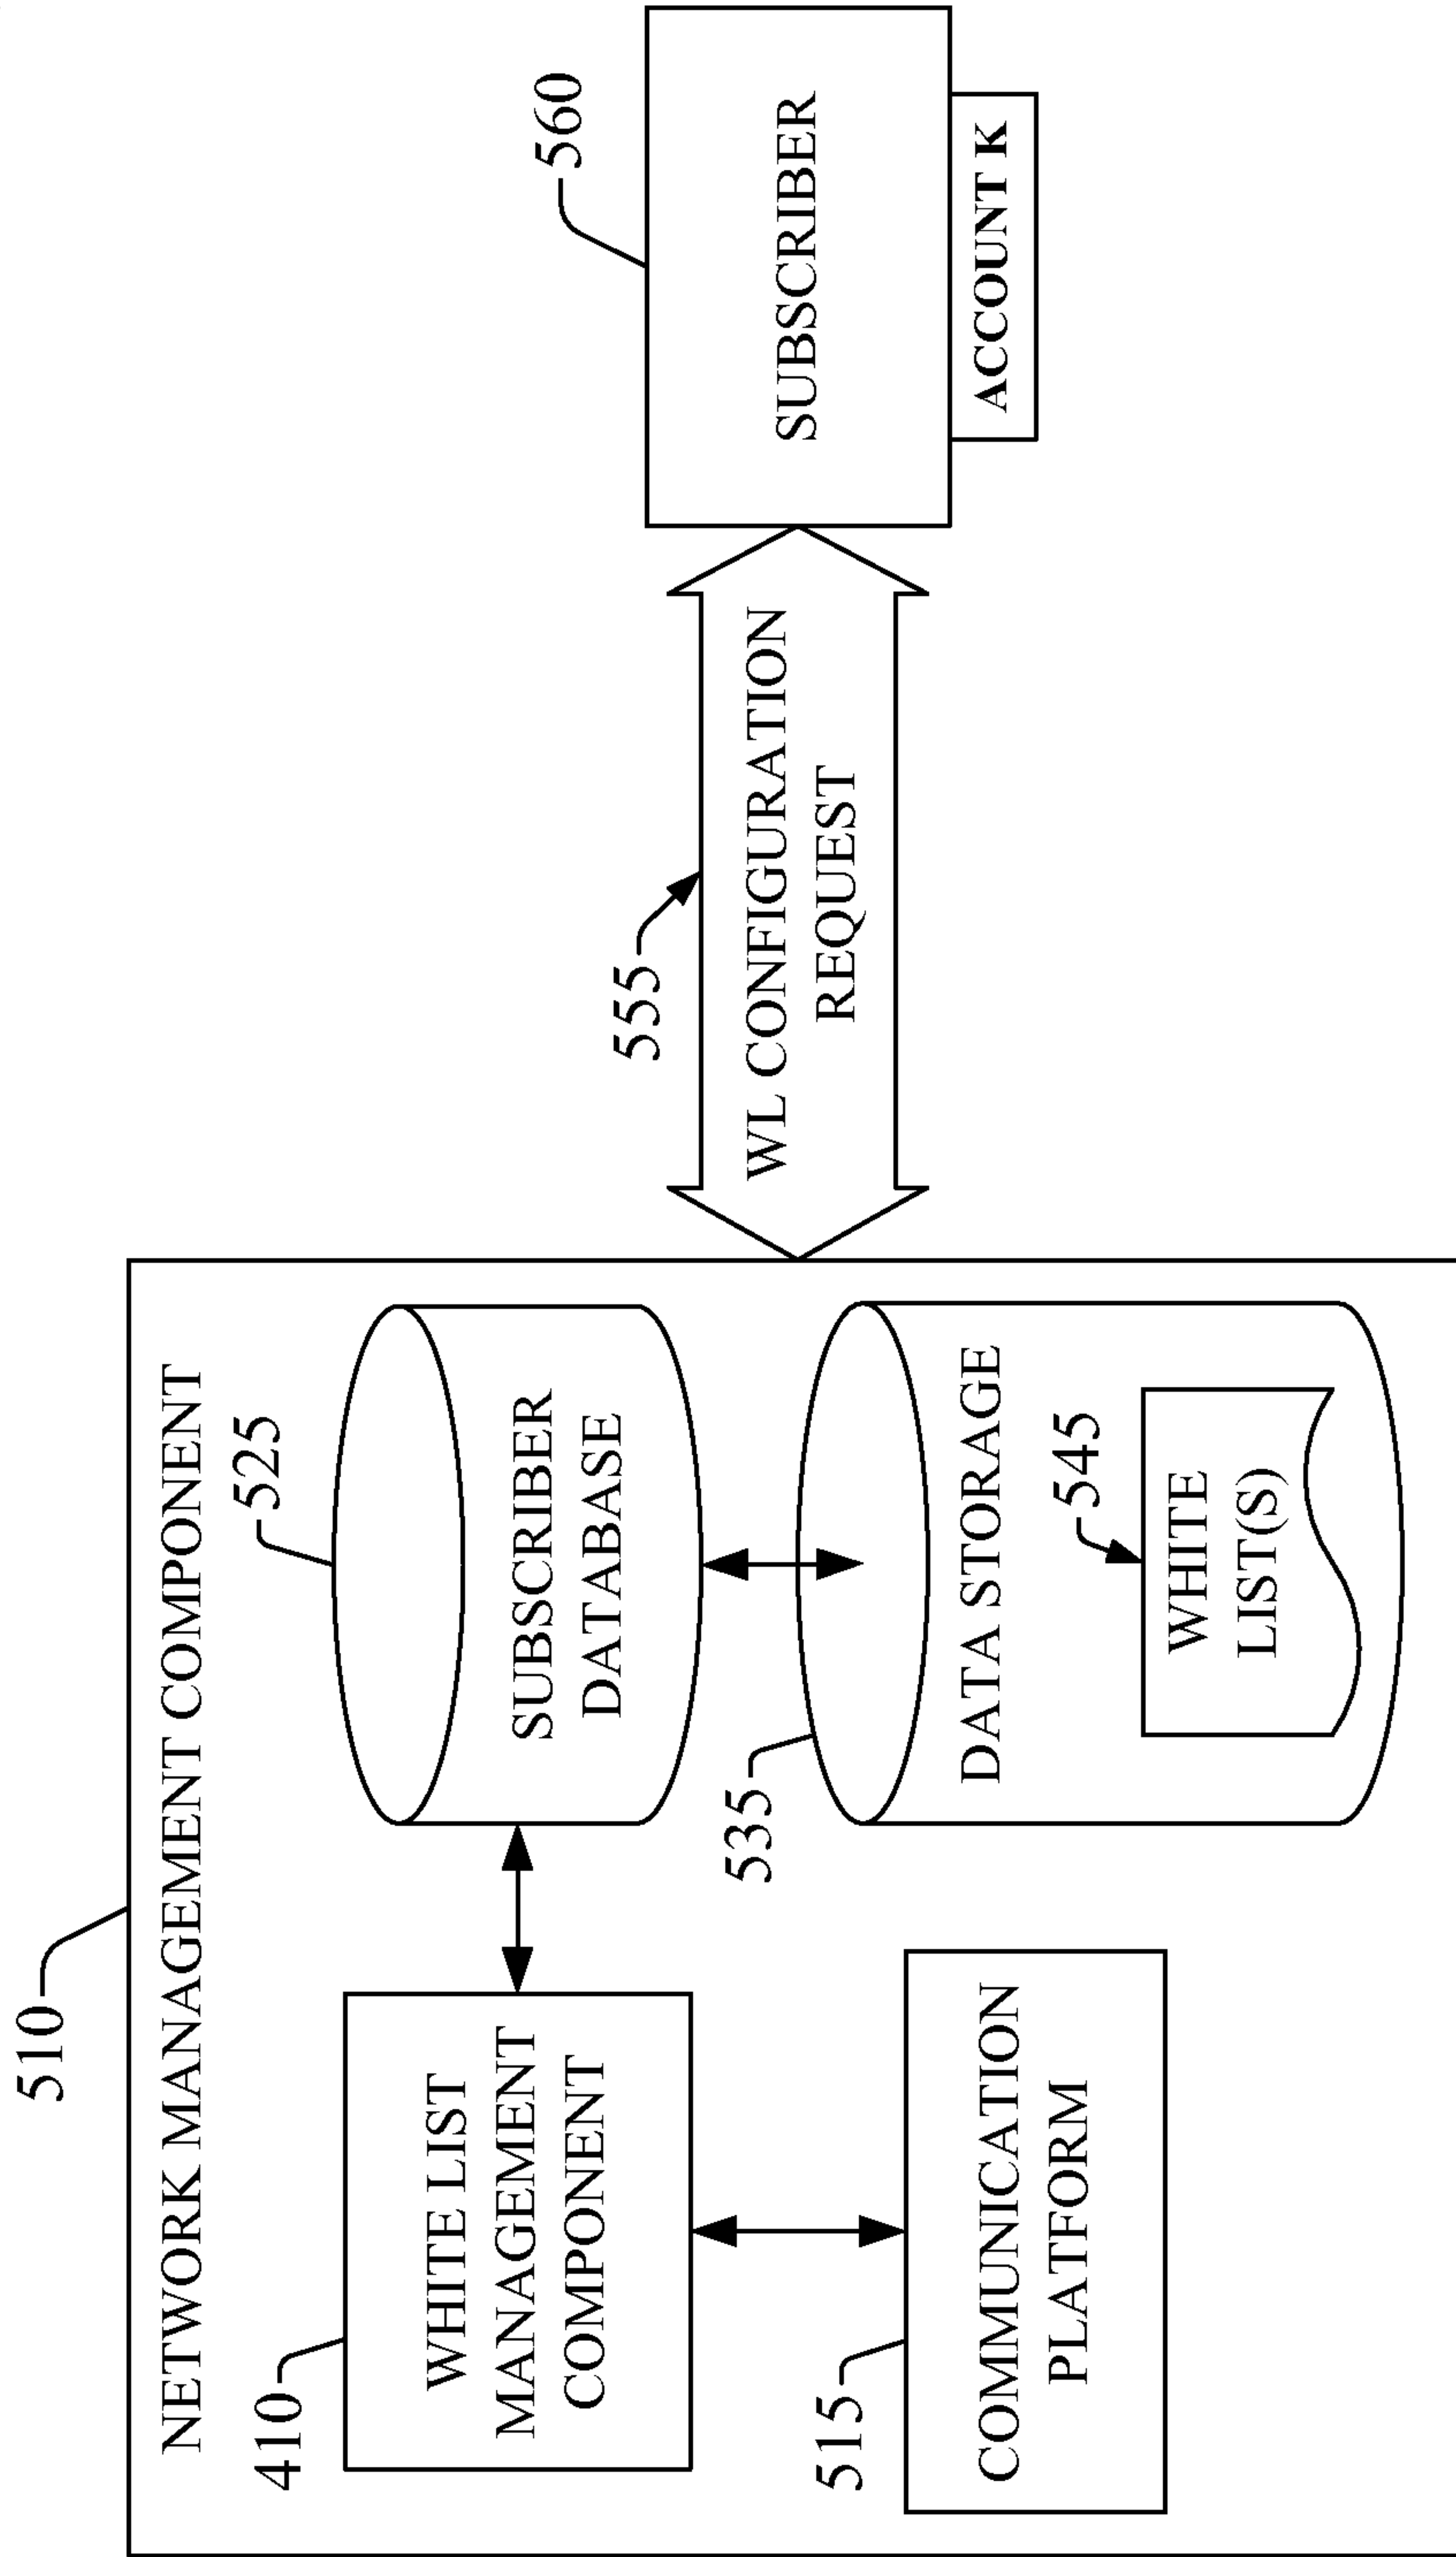 510
NETWORK MANAGEMENT COMPONENT
410
WHITE LIST
MANAGEMENT
COMPONENT
525
SUBSCRIBER
DATABASE
515
COMMUNICATION
PLATFORM
535
DATA STORAGE
545
WHITE
LIST(S)
555
WL CONFIGURATION
REQUEST
560
SUBSCRIBER
ACCOUNT K